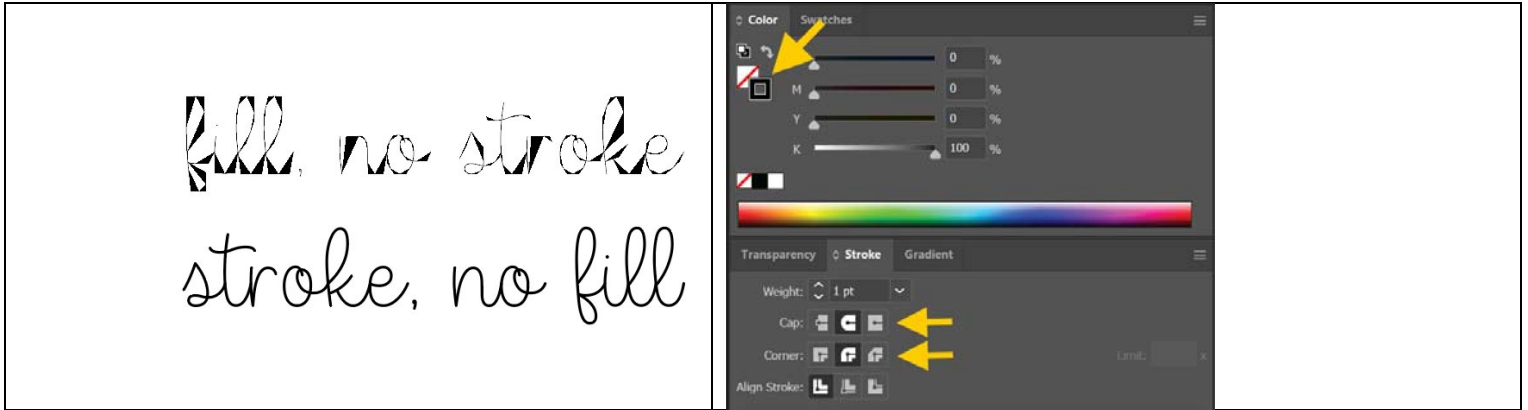 fill, no stroke
stroke, no fill
Color Swatches
0 %
M 0 %
Y 0 %
K 100 %
Transparency Stroke Gradient
Weight: 1 pt
Cap:
Corner: Limit: x
Align Stroke: